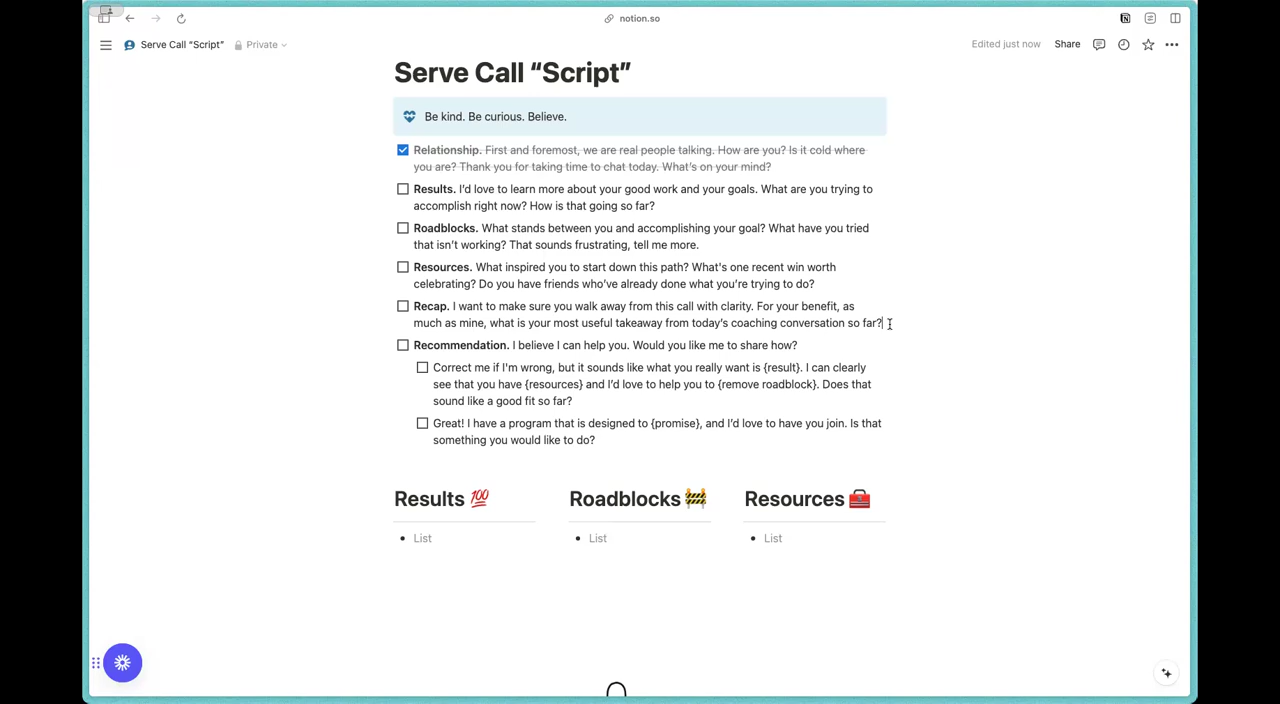 notion.so
Serve Call “Script” Private Edited just now Share
Serve Call “Script”
Be kind. Be curious. Believe.
Relationship. First and foremost, we are real people talking. How are you? Is it cold where
you are? Thank you for taking time to chat today. What’s on your mind?
Results. I’d love to learn more about your good work and your goals. What are you trying to
accomplish right now? How is that going so far?
Roadblocks. What stands between you and accomplishing your goal? What have you tried
that isn’t working? That sounds frustrating, tell me more.
Resources. What inspired you to start down this path? What's one recent win worth
celebrating? Do you have friends who’ve already done what you’re trying to do?
Recap. I want to make sure you walk away from this call with clarity. For your benefit, as
much as mine, what is your most useful takeaway from today’s coaching conversation so far?
Recommendation. I believe I can help you. Would you like me to share how?
Correct me if I'm wrong, but it sounds like what you really want is {result}. I can clearly
see that you have {resources} and I’d love to help you to {remove roadblock}. Does that
sound like a good fit so far?
Great! I have a program that is designed to {promise}, and I’d love to have you join. Is that
something you would like to do?
Results 💯 Roadblocks 🚧 Resources 🧰
List List List